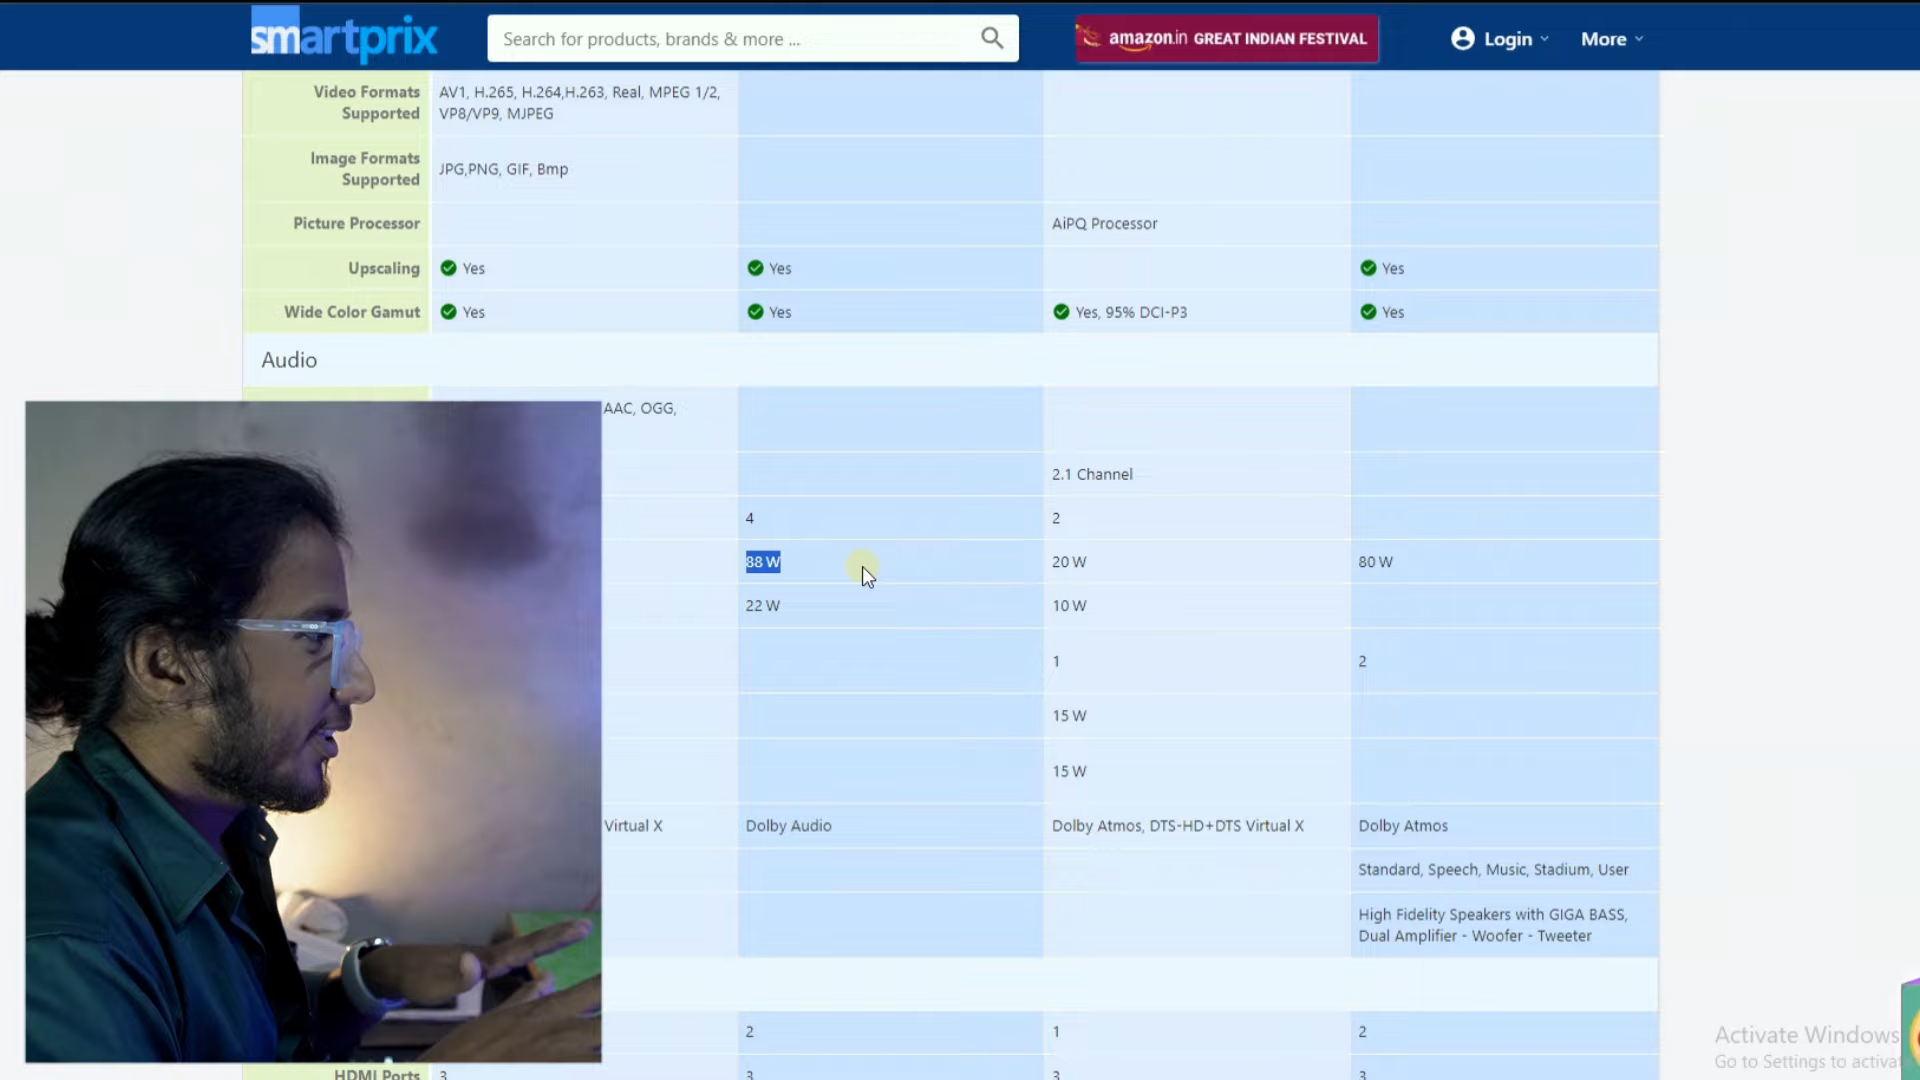 smartprix
Search for products, brands & more ...
amazon.in GREAT INDIAN FESTIVAL
Login
More
Video Formats Supported
AV1, H.265, H.264,H.263, Real, MPEG 1/2, VP8/VP9, MJPEG
Image Formats Supported
JPG,PNG, GIF, Bmp
Picture Processor
AiPQ Processor
Upscaling
Yes
Yes
Yes
Wide Color Gamut
Yes
Yes
Yes, 95% DCI-P3
Yes
Audio
AAC, OGG,
2.1 Channel
4
2
88 W
20 W
80 W
22 W
10 W
1
2
15 W
15 W
Virtual X
Dolby Audio
Dolby Atmos, DTS-HD+DTS Virtual X
Dolby Atmos
Standard, Speech, Music, Stadium, User
High Fidelity Speakers with GIGA BASS,
Dual Amplifier - Woofer - Tweeter
2
1
2
HDMI Ports
3
3
3
3
Activate Windows
Go to Settings to activa